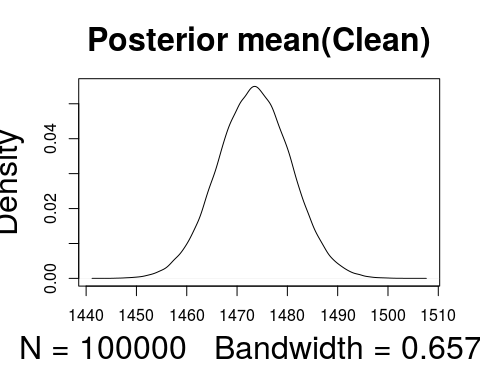 Posterior mean(Clean)
Density
0.04
0.02
0.00
1440 1450 1460 1470 1480 1490 1500 1510
N = 100000 Bandwidth = 0.657